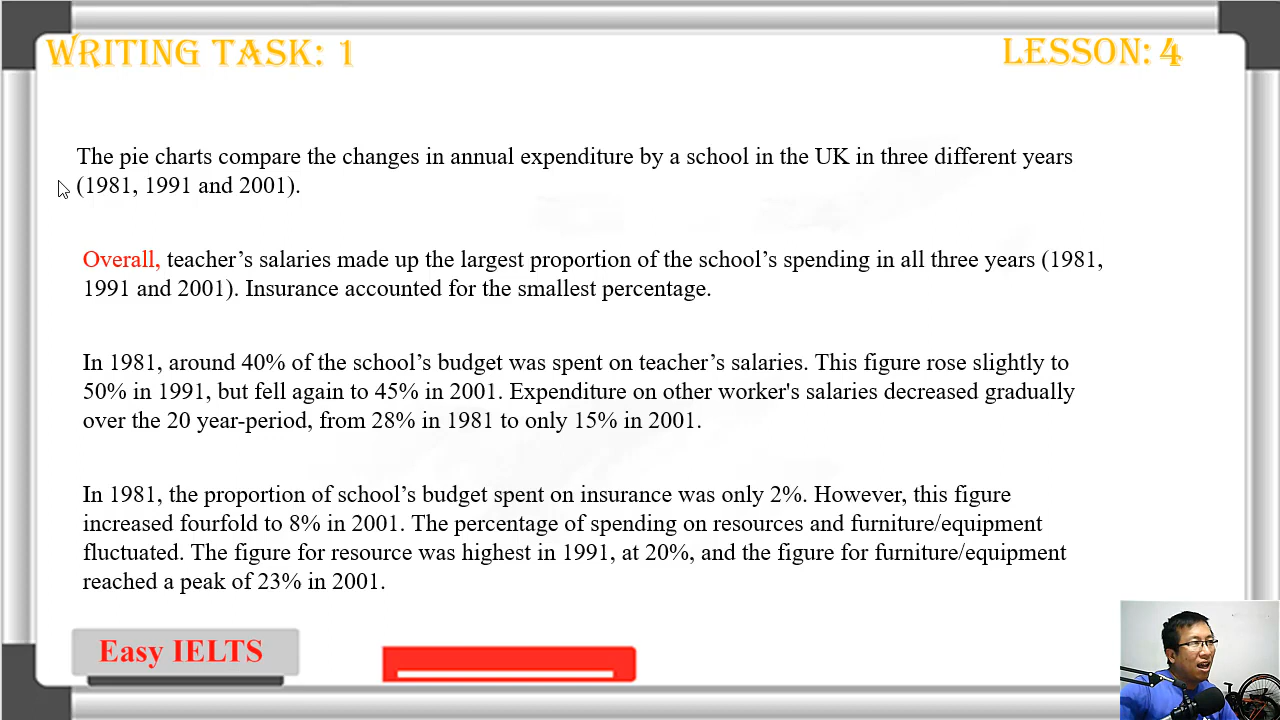 WRITING TASK: 1
LESSON: 4
The pie charts compare the changes in annual expenditure by a school in the UK in three different years
(1981, 1991 and 2001).
Overall, teacher’s salaries made up the largest proportion of the school’s spending in all three years (1981,
1991 and 2001). Insurance accounted for the smallest percentage.
In 1981, around 40% of the school’s budget was spent on teacher’s salaries. This figure rose slightly to
50% in 1991, but fell again to 45% in 2001. Expenditure on other worker's salaries decreased gradually
over the 20 year-period, from 28% in 1981 to only 15% in 2001.
In 1981, the proportion of school’s budget spent on insurance was only 2%. However, this figure
increased fourfold to 8% in 2001. The percentage of spending on resources and furniture/equipment
fluctuated. The figure for resource was highest in 1991, at 20%, and the figure for furniture/equipment
reached a peak of 23% in 2001.
Easy IELTS